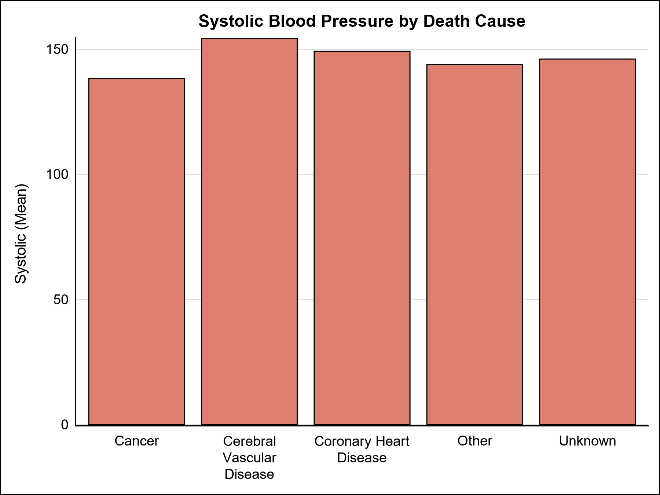 Systolic Blood Pressure by Death Cause
150
100
50
0
Systolic (Mean)
Cancer
Cerebral
Vascular
Disease
Coronary Heart
Disease
Other
Unknown